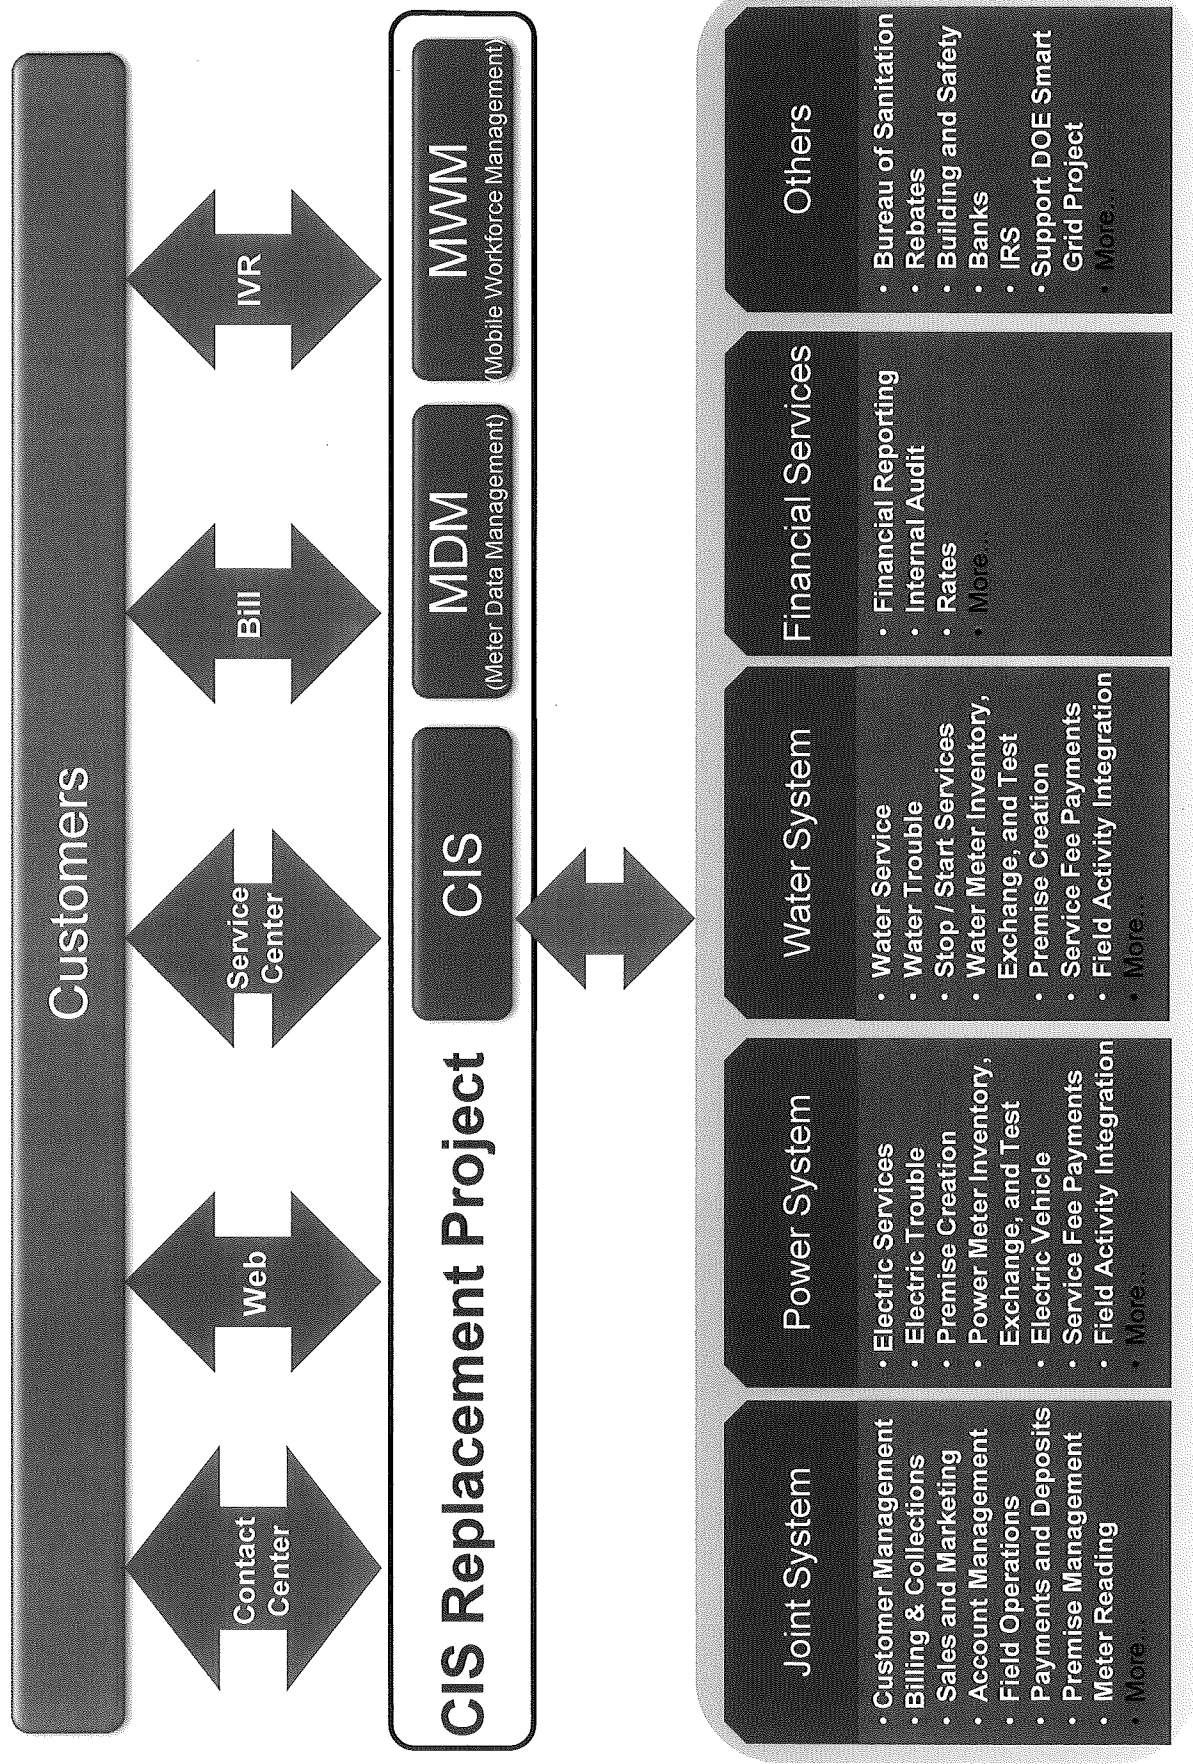 Customers
Contact
Center
Web
Service
Center
Bill
IVR
CIS Replacement Project
CIS
MDM
(Meter Data Management)
MWM
(Mobile Workforce Management)
Joint System
• Customer Management
• Billing & Collections
• Sales and Marketing
• Account Management
• Field Operations
• Payments and Deposits
• Premise Management
• Meter Reading
• More...
Power System
• Electric Services
• Electric Trouble
• Premise Creation
• Power Meter Inventory,
Exchange, and Test
• Electric Vehicle
• Service Fee Payments
• Field Activity Integration
• More...
Water System
• Water Service
• Water Trouble
• Stop / Start Services
• Water Meter Inventory,
Exchange, and Test
• Premise Creation
• Service Fee Payments
• Field Activity Integration
• More...
Financial Services
• Financial Reporting
• Internal Audit
• Rates
• More...
Others
• Bureau of Sanitation
• Rebates
• Building and Safety
• Banks
• IRS
• Support DOE Smart
Grid Project
• More...